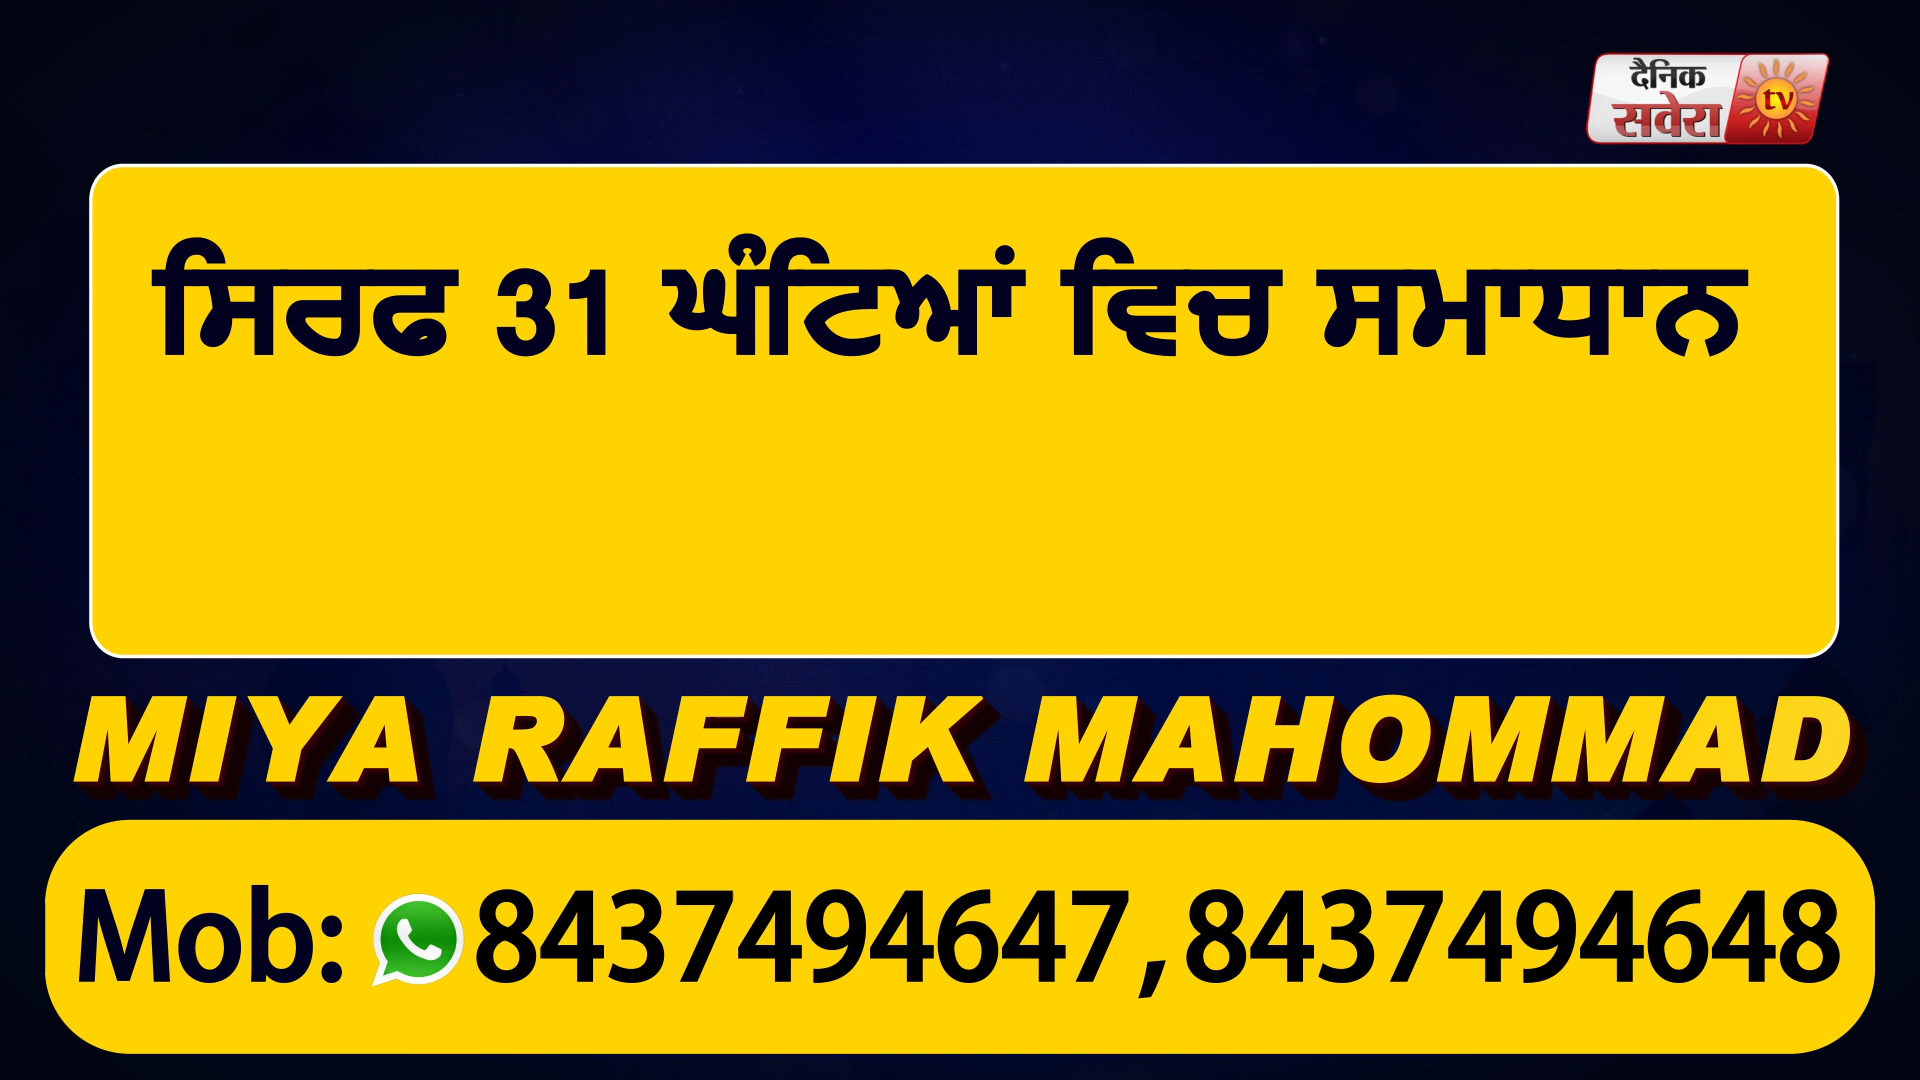 दैनिक
सवेरा tv
ਸਿਰਫ 31 ਘੰਟਿਆਂ ਵਿਚ ਸਮਾਧਾਨ
MIYA RAFFIK MAHOMMAD
Mob: 8437494647, 8437494648